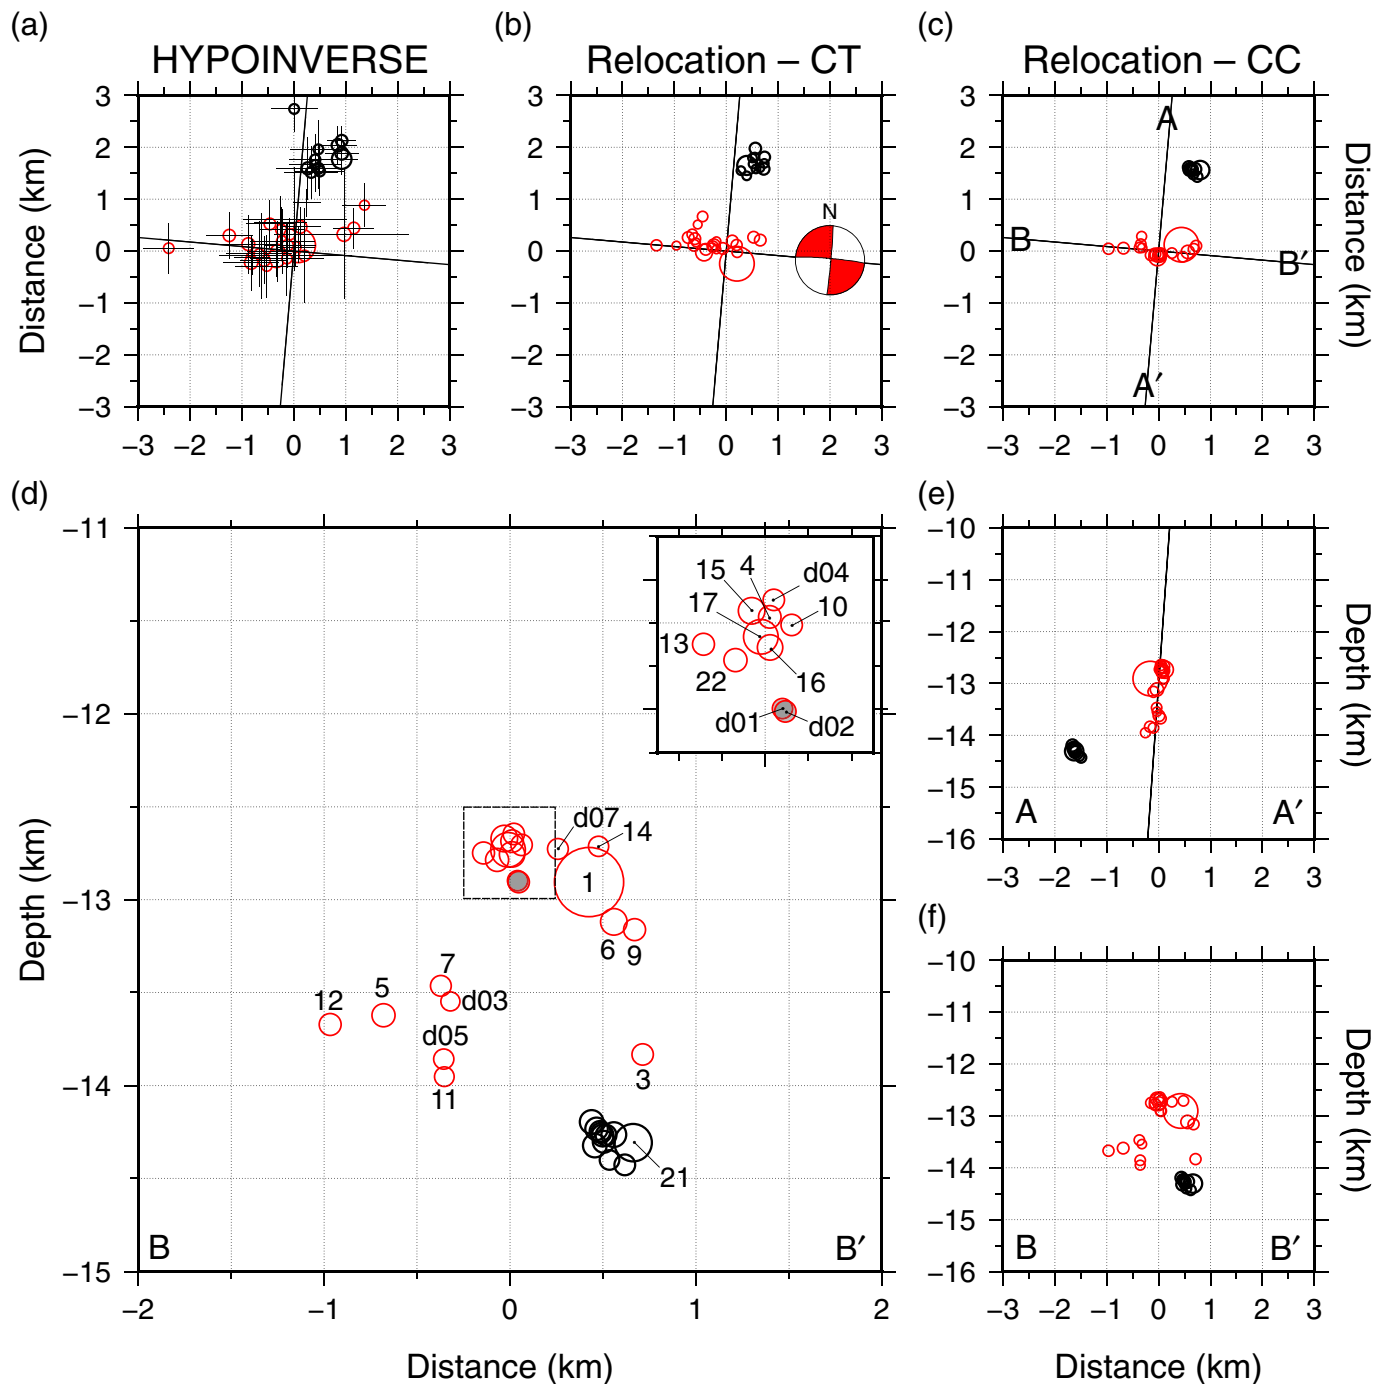 (a)
HYPOINVERSE
(b)
Relocation – CT
(c)
Relocation – CC
3
2
1
0
−1
−2
−3
Distance (km)
−3 −2 −1 0 1 2 3
3
2
1
0
−1
−2
−3
N
−3 −2 −1 0 1 2 3
3
2
1
0
−1
−2
−3
A
B
B′
A′
Distance (km)
−3 −2 −1 0 1 2 3
(d)
−11
−12
−13
−14
−15
Depth (km)
15
4
d04
17
10
13
22
16
d01
d02
d07
14
1
6
9
7
5
12
d03
d05
11
3
21
B
B′
−2 −1 0 1 2
Distance (km)
(e)
−10
−11
−12
−13
−14
−15
−16
A
A′
Depth (km)
−3 −2 −1 0 1 2 3
(f)
−10
−11
−12
−13
−14
−15
−16
B
B′
Depth (km)
−3 −2 −1 0 1 2 3
Distance (km)